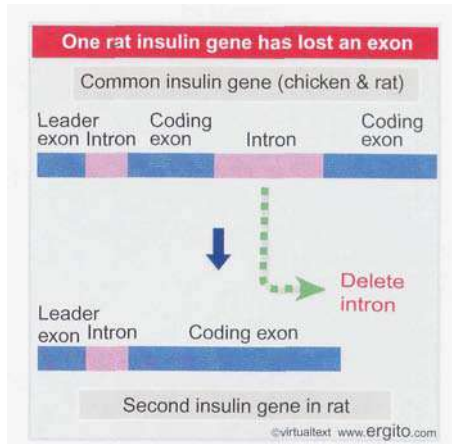 One rat insulin gene has lost an exon
Common insulin gene (chicken & rat)
Leader Coding Coding
exon Intron exon Intron exon
Delete
intron
Leader
exon Intron Coding exon
Second insulin gene in rat
©virtualtext www.ergito.com